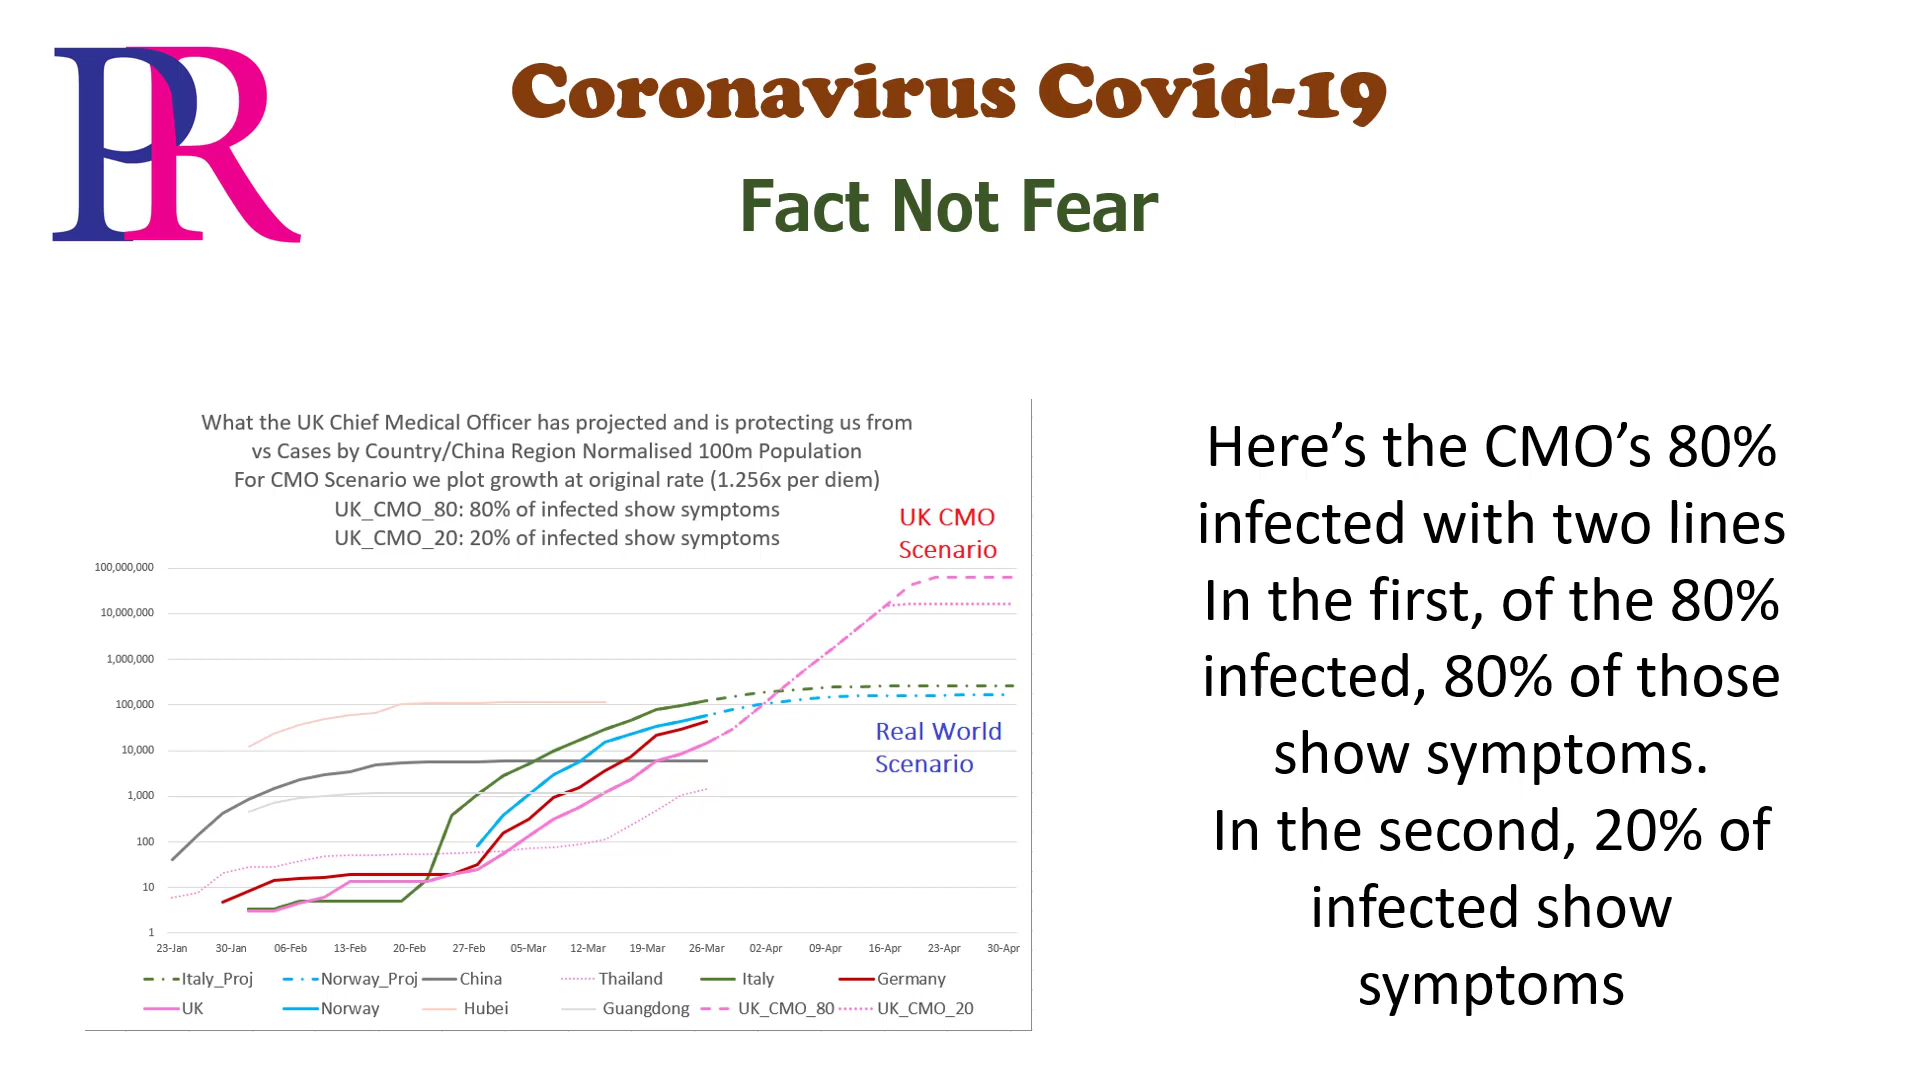 PR
Coronavirus Covid-19
Fact Not Fear
What the UK Chief Medical Officer has projected and is protecting us from
vs Cases by Country/China Region Normalised 100m Population
For CMO Scenario we plot growth at original rate (1.256x per diem)
UK_CMO_80: 80% of infected show symptoms
UK_CMO_20: 20% of infected show symptoms
UK CMO
Scenario
100,000,000
10,000,000
1,000,000
100,000
10,000
1,000
100
10
1
Real World
Scenario
23-Jan 30-Jan 06-Feb 13-Feb 20-Feb 27-Feb 05-Mar 12-Mar 19-Mar 26-Mar 02-Apr 09-Apr 16-Apr 23-Apr 30-Apr
Italy_Proj Norway_Proj China Thailand Italy Germany
UK Norway Hubei Guangdong UK_CMO_80 UK_CMO_20
Here’s the CMO’s 80%
infected with two lines
In the first, of the 80%
infected, 80% of those
show symptoms.
In the second, 20% of
infected show
symptoms